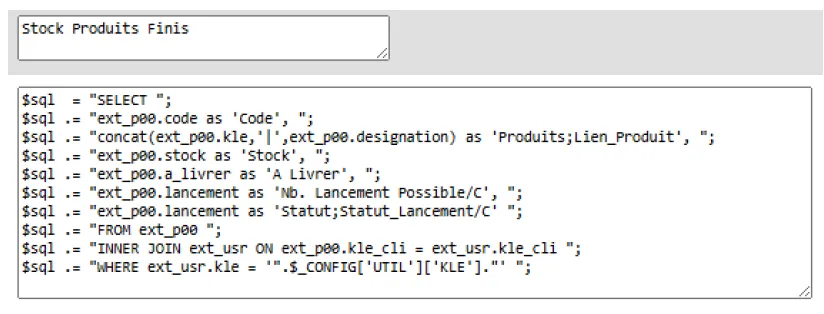 Stock Produits Finis
$sql  = "SELECT ";
$sql .= "ext_p00.code as 'Code', ";
$sql .= "concat(ext_p00.kle,'|',ext_p00.designation) as 'Produits;Lien_Produit', ";
$sql .= "ext_p00.stock as 'Stock', ";
$sql .= "ext_p00.a_livrer as 'A Livrer', ";
$sql .= "ext_p00.lancement as 'Nb. Lancement Possible/C', ";
$sql .= "ext_p00.lancement as 'Statut;Statut_Lancement/C' ";
$sql .= "FROM ext_p00 ";
$sql .= "INNER JOIN ext_usr ON ext_p00.kle_cli = ext_usr.kle_cli ";
$sql .= "WHERE ext_usr.kle = '".$_CONFIG['UTIL']['KLE']."' ";